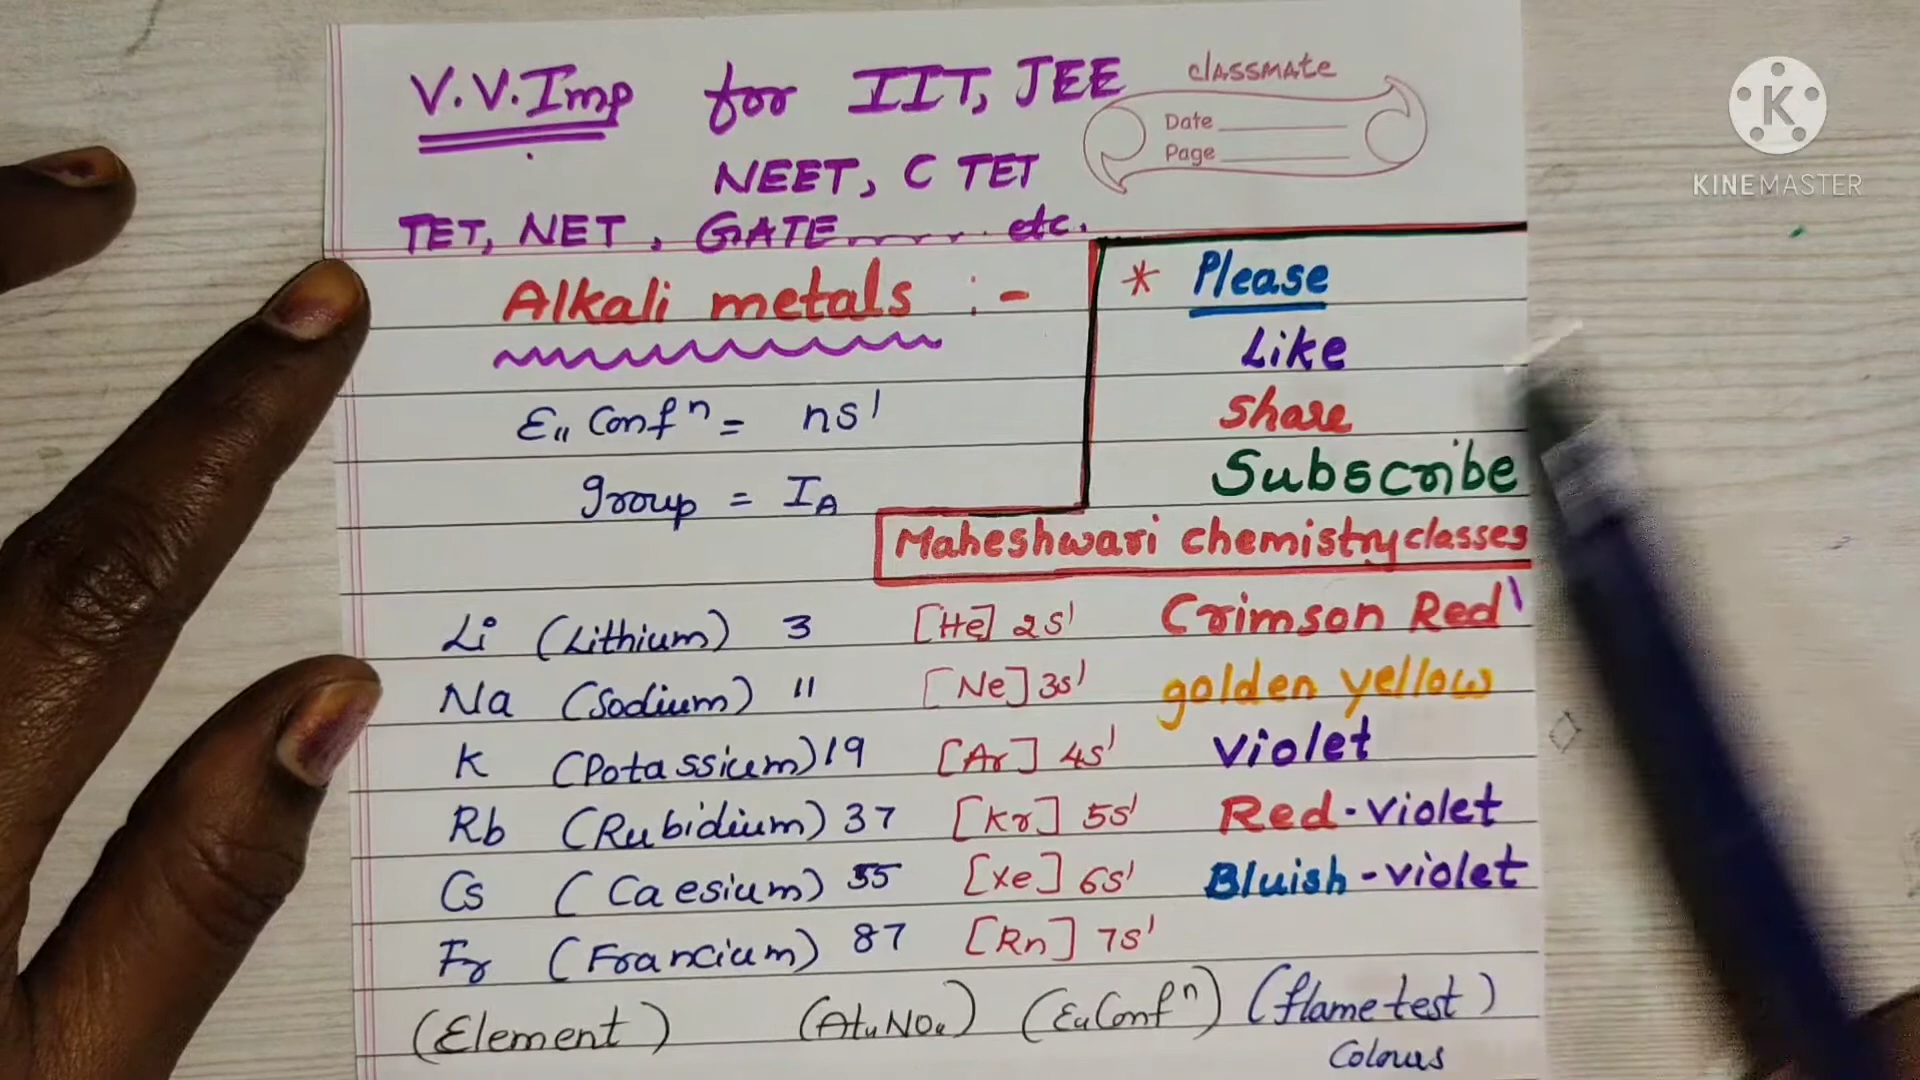 V.V.Imp for IIT, JEE
classmate
Date
Page
NEET, C TET
TET, NET, GATE........ etc.
KINEMASTER
Alkali metals :-
* Please
Like
Share
Subscribe
Maheshwari chemistry classes
E" Confⁿ = ns¹
group = IA
Li (Lithium) 3 [He] 2s¹ Crimson Red
Na (Sodium) 11 [Ne] 3s¹ golden yellow
K (Potassium) 19 [Ar] 4s¹ violet
Rb (Rubidium) 37 [Kr] 5s¹ Red-violet
Cs (Caesium) 55 [Xe] 6s¹ Bluish-violet
Fr (Francium) 87 [Rn] 7s¹
(Element) (At. No.) (E" Confⁿ) (flame test)
Colours